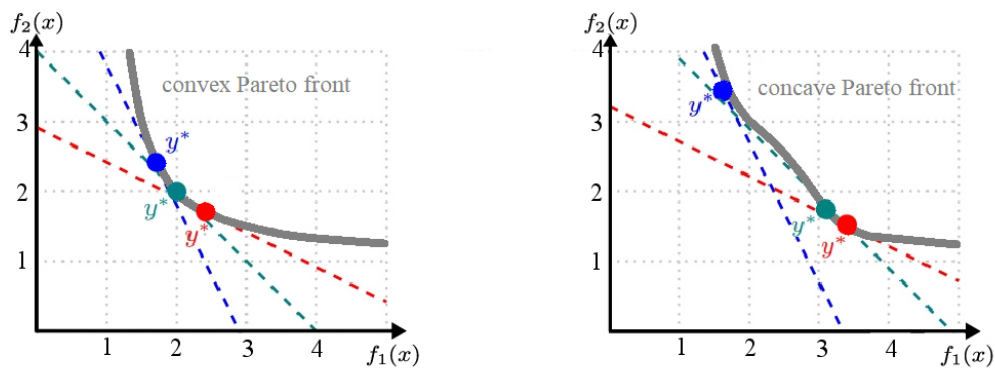 f₂(x)
4
3
2
1
convex Pareto front
y*
y*
y*
1
2
3
4
f₁(x)
f₂(x)
4
3
2
1
concave Pareto front
y*
y*
y*
1
2
3
4
f₁(x)